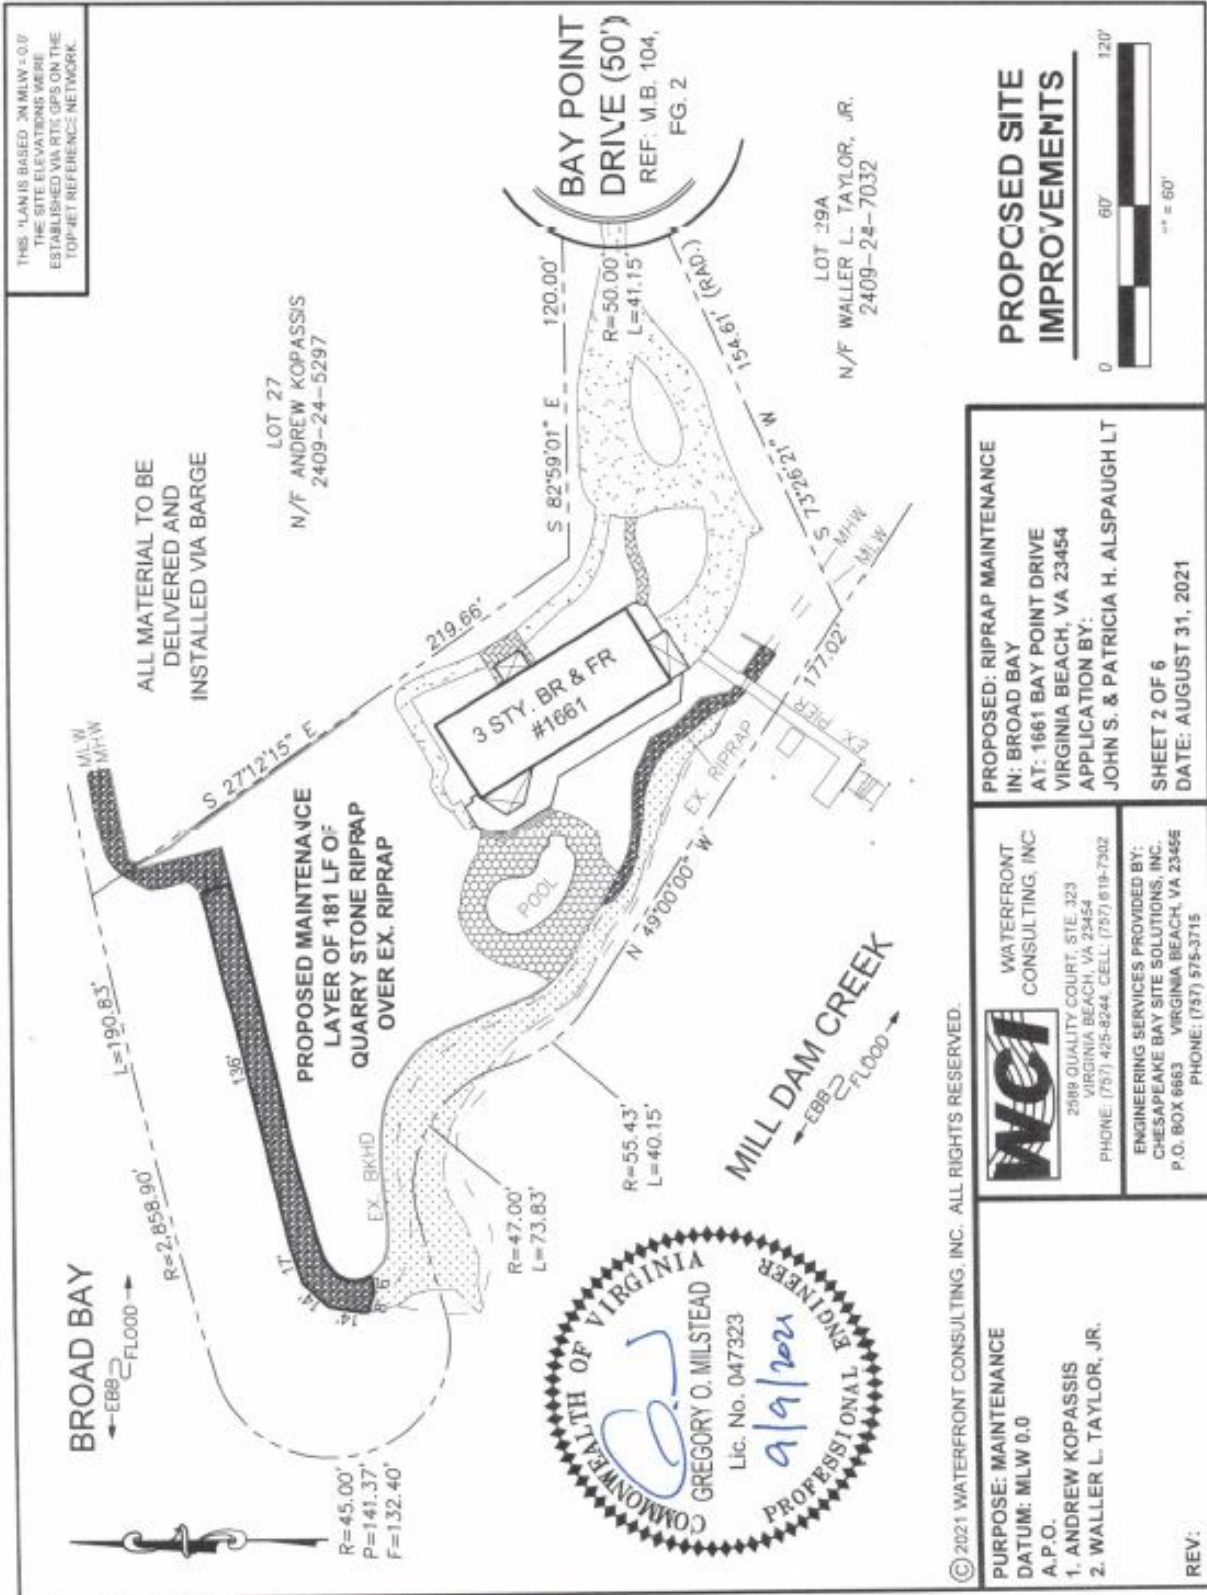 THIS PLAN IS BASED ON MLW = 0.0'
THE SITE ELEVATIONS WERE
ESTABLISHED VIA RTK GPS ON THE
TOPNET REFERENCE NETWORK.
BROAD BAY
EBB
FLOOD
R=2,858.90'
L=190.83'
MLW
MHW
ALL MATERIAL TO BE
DELIVERED AND
INSTALLED VIA BARGE
LOT 27
N/F ANDREW KOPASSIS
2409-24-5297
S 27°12'15" E
219.66'
S 82°59'01" E
120.00'
BAY POINT
DRIVE (50')
REF: M.B. 104,
PG. 2
R=50.00'
L=41.15'
R=45.00'
P=141.37'
F=132.40'
136'
17'
14'
14'
8'
6'
PROPOSED MAINTENANCE
LAYER OF 181 LF OF
QUARRY STONE RIPRAP
OVER EX. RIPRAP
EX. BKHD
3 STY. BR & FR
#1661
POOL
EX. RIPRAP
EX. PIER
S 73°26'21" W
154.61' (RAD.)
MHW
MLW
LOT 29A
N/F WALLER L. TAYLOR, JR.
2409-24-7032
N 49°00'00" W
177.02'
R=47.00'
L=73.83'
R=55.43'
L=40.15'
MILL DAM CREEK
EBB
FLOOD
COMMONWEALTH OF VIRGINIA
GREGORY O. MILSTEAD
Lic. No. 047323
9/9/2021
PROFESSIONAL ENGINEER
PROPOSED SITE
IMPROVEMENTS
0
60'
120'
1" = 60'
© 2021 WATERFRONT CONSULTING, INC. ALL RIGHTS RESERVED.
PURPOSE: MAINTENANCE
DATUM: MLW 0.0
A.P.O.
1. ANDREW KOPASSIS
2. WALLER L. TAYLOR, JR.
REV:
WCI
WATERFRONT
CONSULTING, INC
2589 QUALITY COURT, STE. 323
VIRGINIA BEACH, VA 23454
PHONE: (757) 425-8244, CELL: (757) 619-7302
ENGINEERING SERVICES PROVIDED BY:
CHESAPEAKE BAY SITE SOLUTIONS, INC.
P.O. BOX 6663 VIRGINIA BEACH, VA 23456
PHONE: (757) 575-3715
PROPOSED: RIPRAP MAINTENANCE
IN: BROAD BAY
AT: 1661 BAY POINT DRIVE
VIRGINIA BEACH, VA 23454
APPLICATION BY:
JOHN S. & PATRICIA H. ALSPAUGH LT
SHEET 2 OF 6
DATE: AUGUST 31, 2021